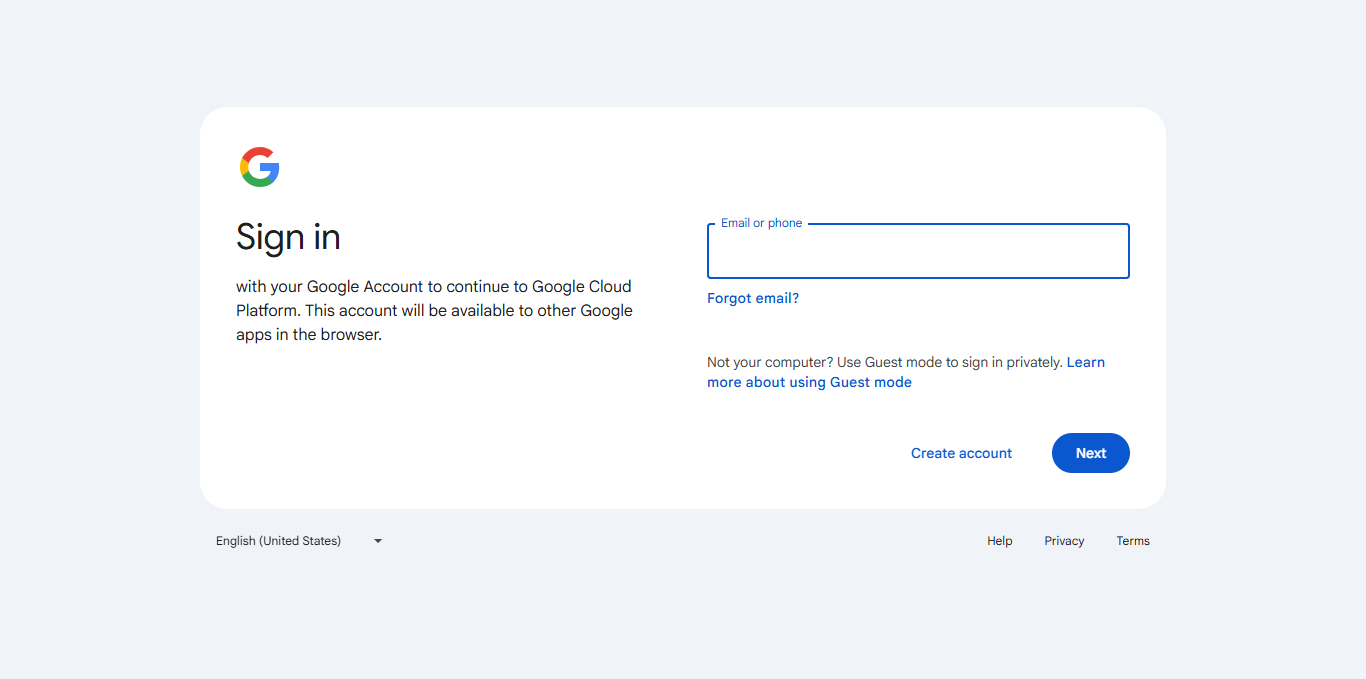 Sign in
with your Google Account to continue to Google Cloud
Platform. This account will be available to other Google
apps in the browser.
Email or phone
Forgot email?
Not your computer? Use Guest mode to sign in privately. Learn
more about using Guest mode
Create account
Next
English (United States)
Help
Privacy
Terms